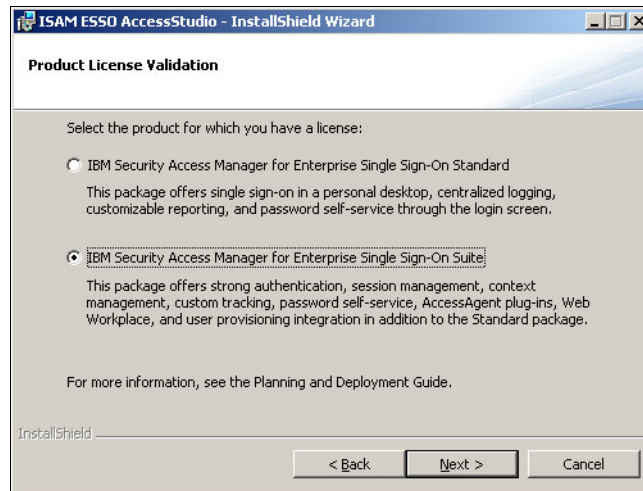 ISAM ESSO AccessStudio - InstallShield Wizard
Product License Validation
Select the product for which you have a license:
IBM Security Access Manager for Enterprise Single Sign-On Standard
This package offers single sign-on in a personal desktop, centralized logging,
customizable reporting, and password self-service through the login screen.
IBM Security Access Manager for Enterprise Single Sign-On Suite
This package offers strong authentication, session management, context
management, custom tracking, password self-service, AccessAgent plug-ins, Web
Workplace, and user provisioning integration in addition to the Standard package.
For more information, see the Planning and Deployment Guide.
InstallShield
< Back Next > Cancel